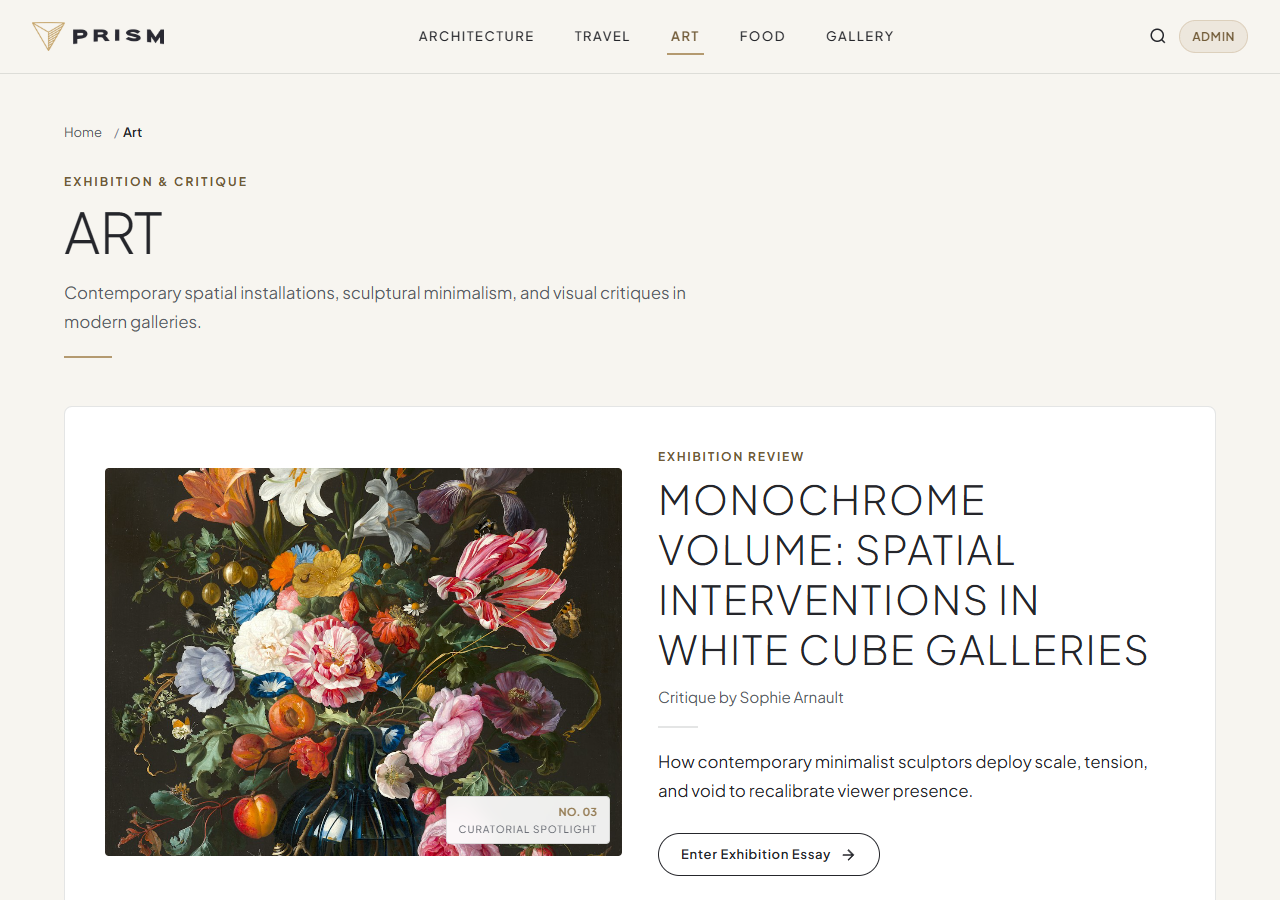 PRISM
ARCHITECTURE
TRAVEL
ART
FOOD
GALLERY
ADMIN
Home / Art
EXHIBITION & CRITIQUE
ART
Contemporary spatial installations, sculptural minimalism, and visual critiques in
modern galleries.
EXHIBITION REVIEW
MONOCHROME
VOLUME: SPATIAL
INTERVENTIONS IN
WHITE CUBE GALLERIES
Critique by Sophie Arnault
How contemporary minimalist sculptors deploy scale, tension,
and void to recalibrate viewer presence.
NO. 03
CURATORIAL SPOTLIGHT
Enter Exhibition Essay